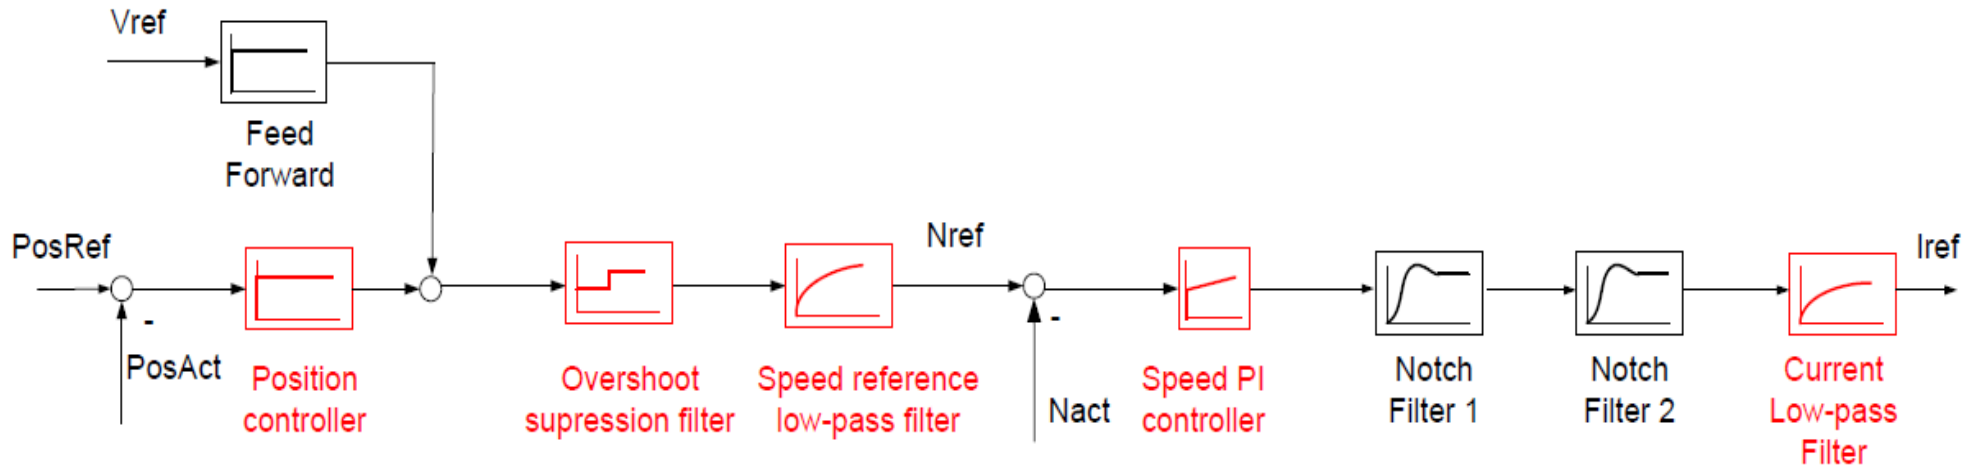 Vref
Feed
Forward
PosRef
-
PosAct
Position
controller
Overshoot
supression filter
Speed reference
low-pass filter
Nref
-
Nact
Speed PI
controller
Notch
Filter 1
Notch
Filter 2
Current
Low-pass
Filter
Iref